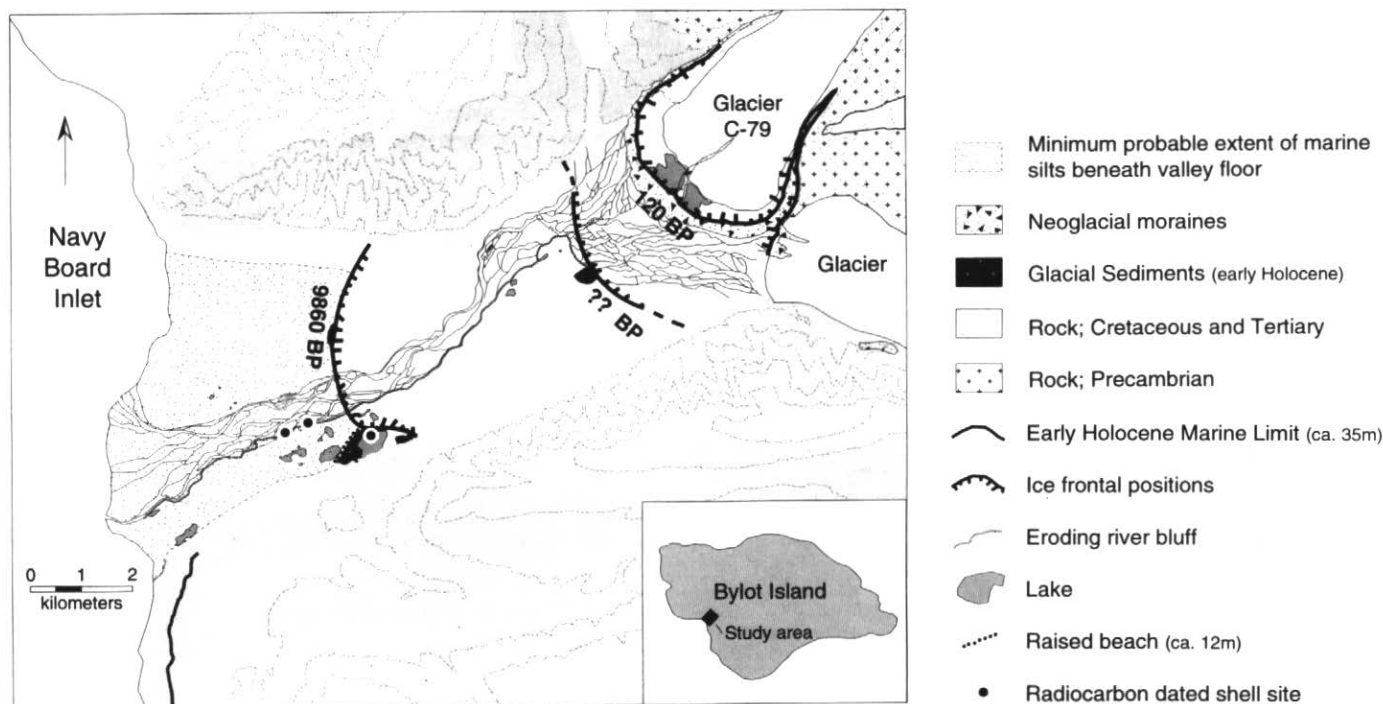 Navy
Board
Inlet
Glacier
C-79
120 BP
Glacier
9860 BP
?? BP
0 1 2
kilometers
Bylot Island
Study area
Minimum probable extent of marine
silts beneath valley floor
Neoglacial moraines
Glacial Sediments (early Holocene)
Rock; Cretaceous and Tertiary
Rock; Precambrian
Early Holocene Marine Limit (ca. 35m)
Ice frontal positions
Eroding river bluff
Lake
Raised beach (ca. 12m)
Radiocarbon dated shell site